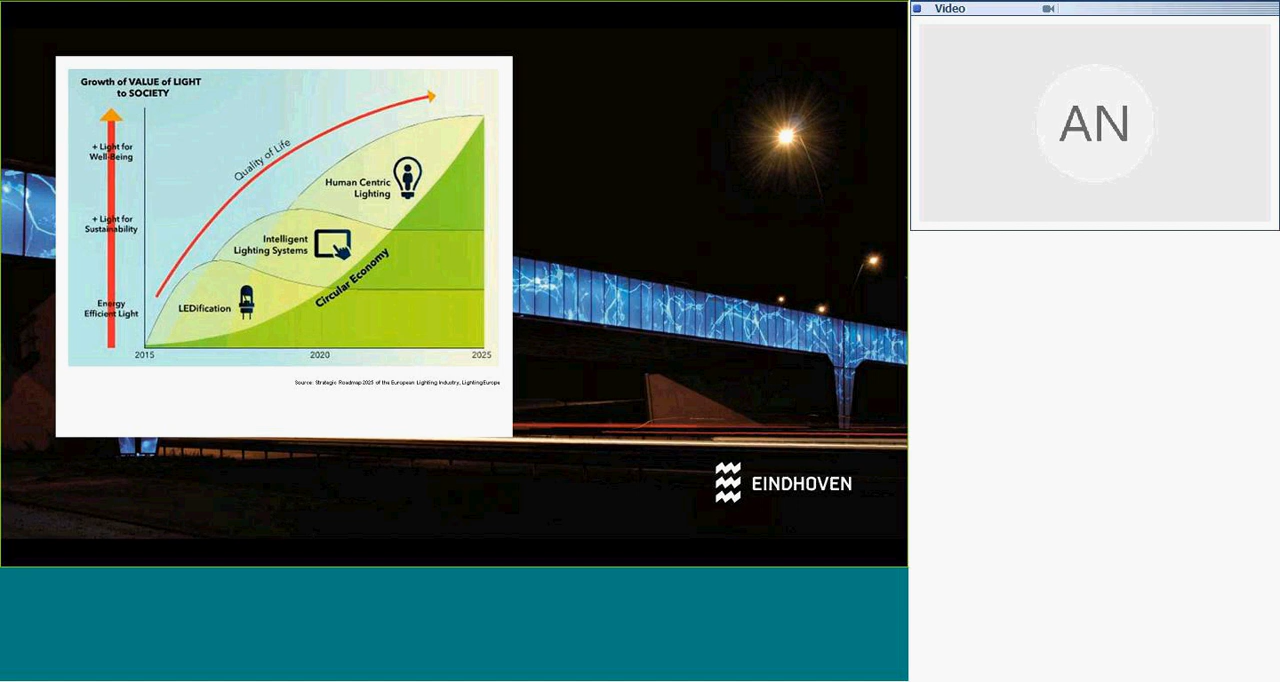 Video
AN
Growth of VALUE of LIGHT
to SOCIETY
+ Light for
Well-Being
+ Light for
Sustainability
Energy
Efficient Light
Quality of Life
Human Centric
Lighting
Intelligent
Lighting Systems
LEDification
Circular Economy
2015
2020
2025
Source: Strategic Roadmap 2025 of the European Lighting Industry, LightingEurope
EINDHOVEN